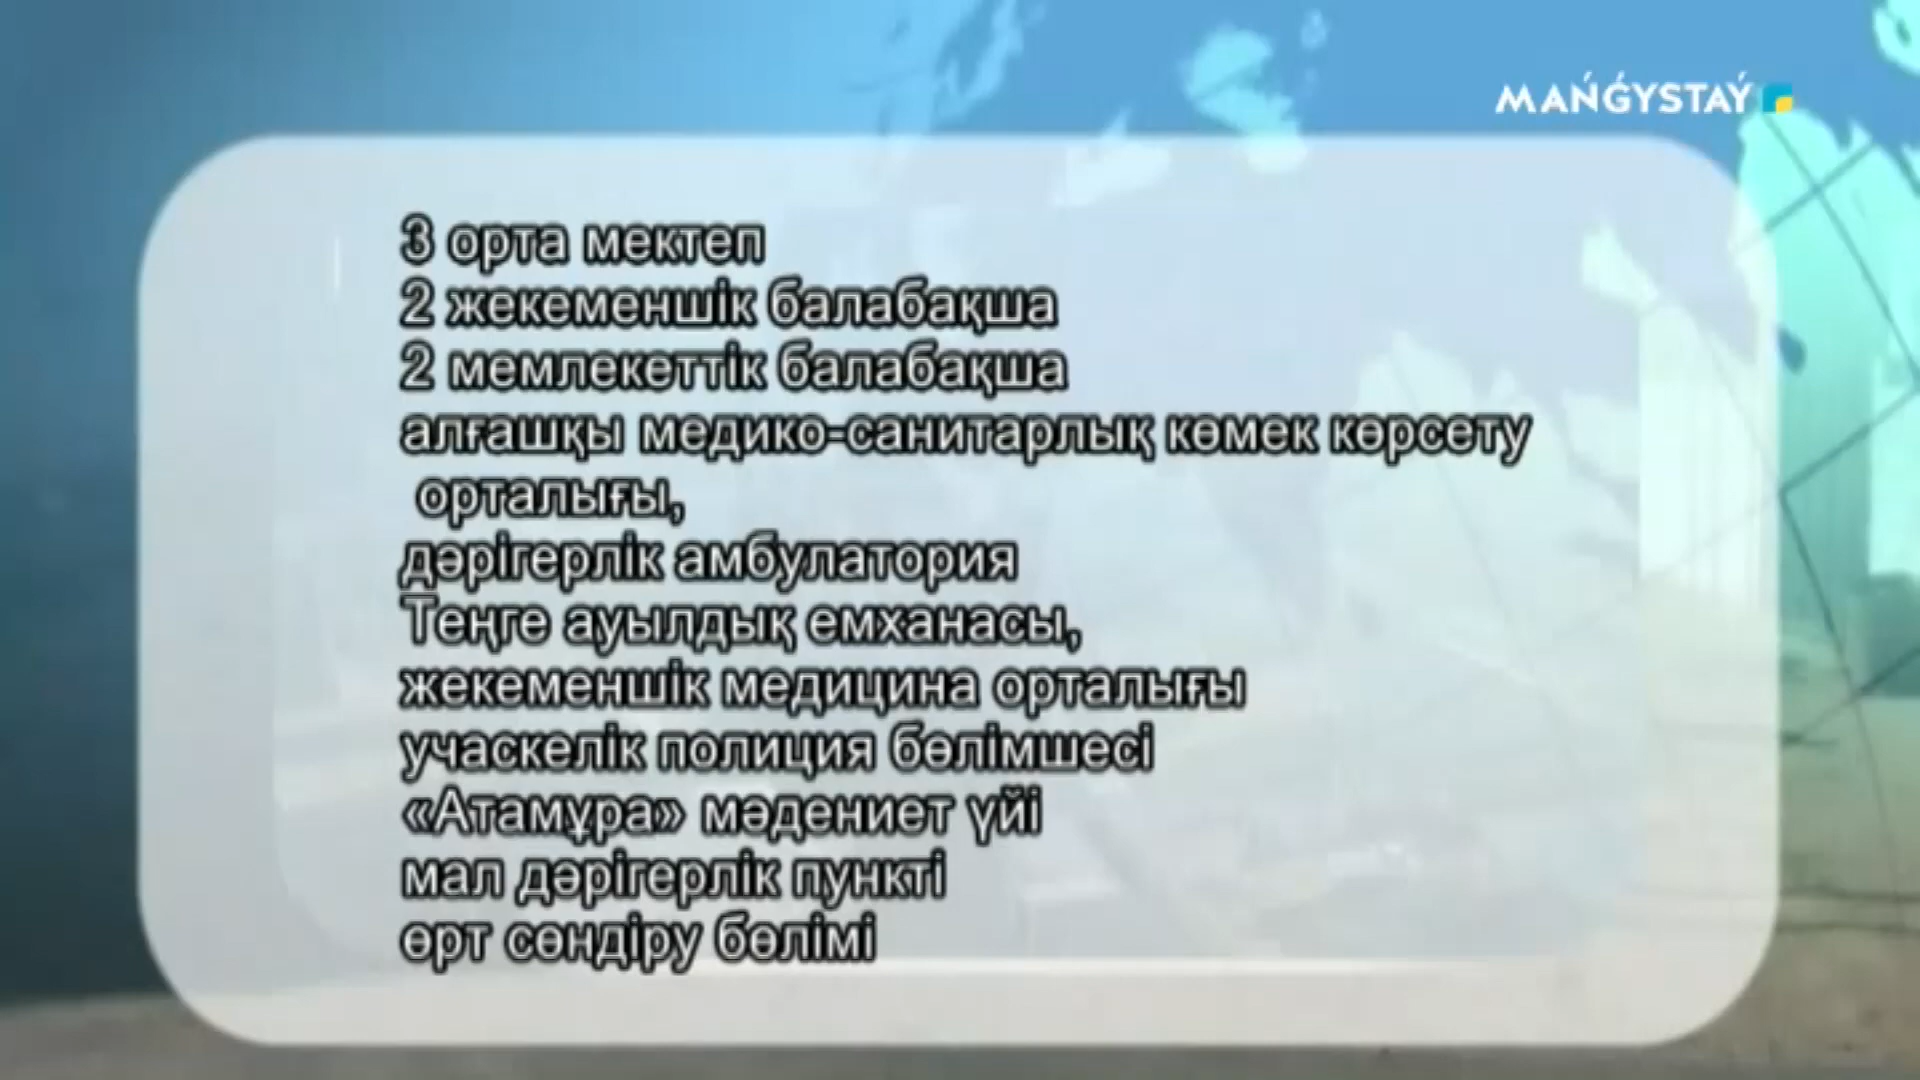 MAŃǴYSTAÝ
3 орта мектеп
2 жекеменшік балабақша
2 мемлекеттік балабақша
алғашқы медико-санитарлық көмек көрсету
орталығы,
дәрігерлік амбулатория
Теңге ауылдық емханасы,
жекеменшік медицина орталығы
учаскелік полиция бөлімшесі
«Атамұра» мәдениет үйі
мал дәрігерлік пункті
өрт сөндіру бөлімі